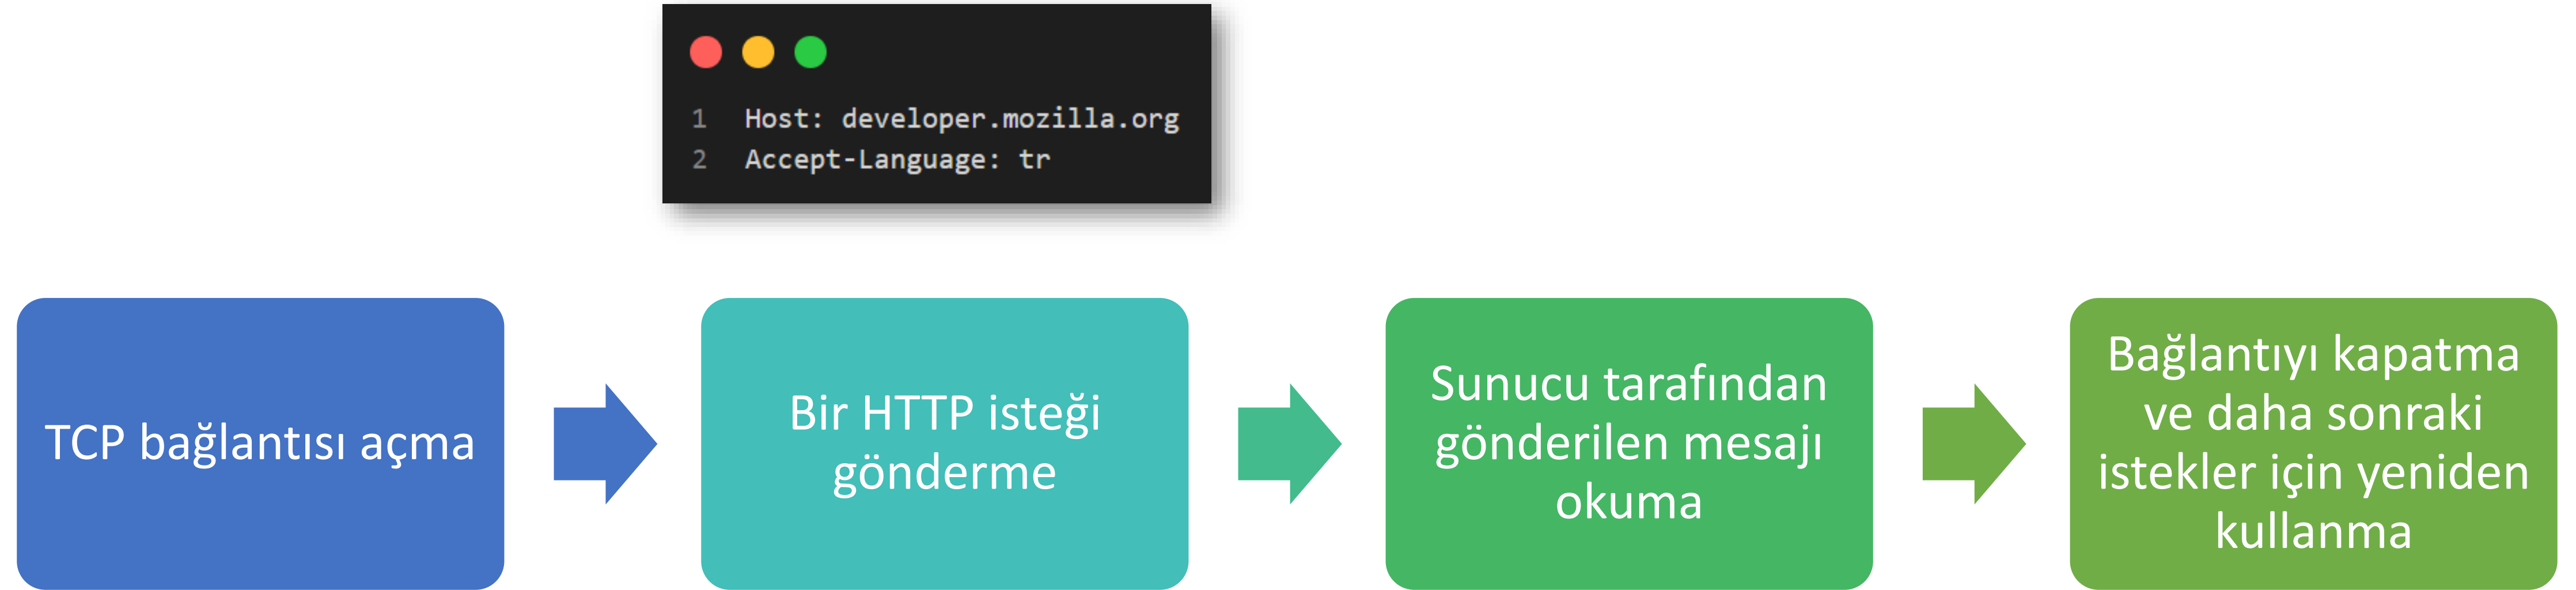 1 Host: developer.mozilla.org
2 Accept-Language: tr
TCP bağlantısı açma
Bir HTTP isteği
gönderme
Sunucu tarafından
gönderilen mesajı
okuma
Bağlantıyı kapatma
ve daha sonraki
istekler için yeniden
kullanma